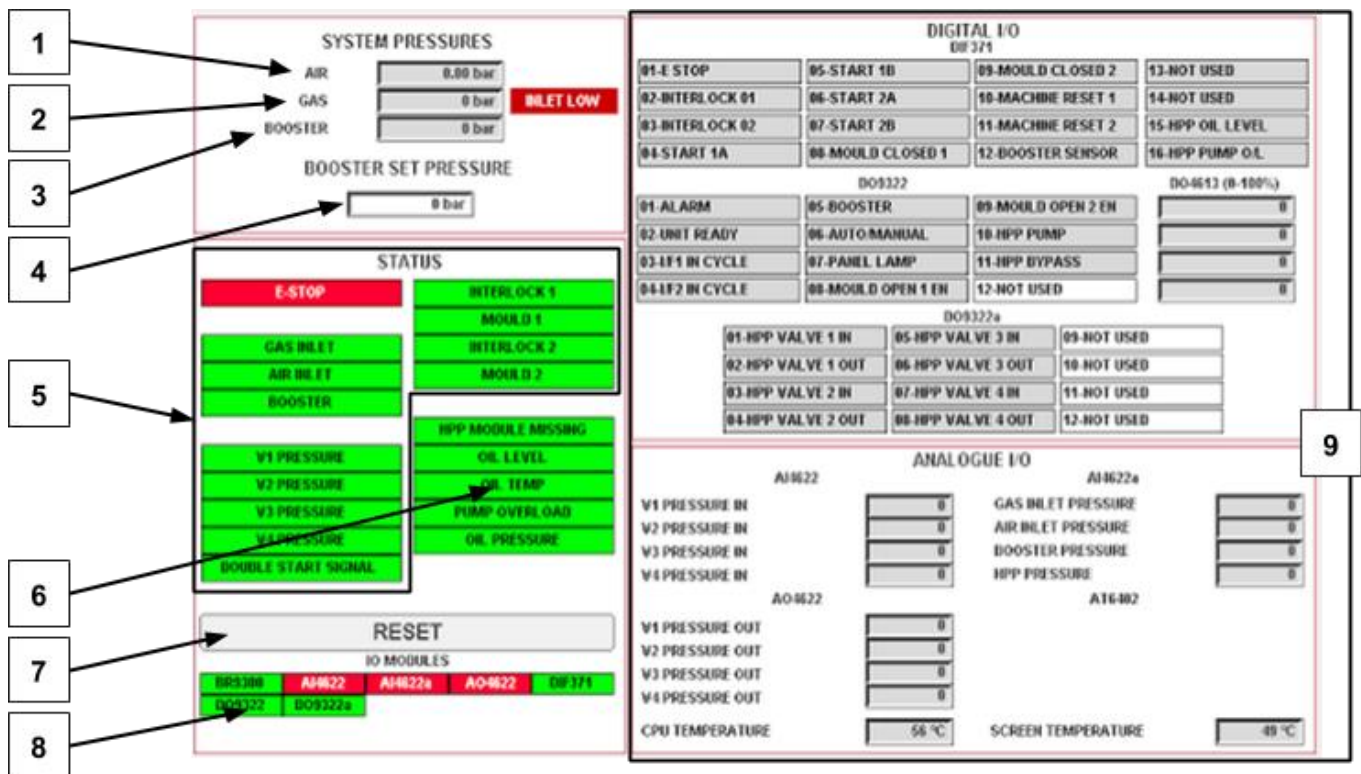 1
2
3
4
5
6
7
8
9
SYSTEM PRESSURES
AIR 0.00 bar
GAS 0 bar INLET LOW
BOOSTER 0 bar
BOOSTER SET PRESSURE
0 bar
STATUS
E-STOP INTERLOCK 1
MOULD 1
GAS INLET INTERLOCK 2
AIR INLET MOULD 2
BOOSTER
HPP MODULE MISSING
V1 PRESSURE OIL LEVEL
V2 PRESSURE OIL TEMP
V3 PRESSURE PUMP OVERLOAD
V4 PRESSURE OIL PRESSURE
DOUBLE START SIGNAL
RESET
IO MODULES
BR9300 AI4622 AI4622a AO4622 DIF371
DO9322 DO9322a
DIGITAL I/O
DIF371
01-E STOP 05-START 1B 09-MOULD CLOSED 2 13-NOT USED
02-INTERLOCK 01 06-START 2A 10-MACHINE RESET 1 14-NOT USED
03-INTERLOCK 02 07-START 2B 11-MACHINE RESET 2 15-HPP OIL LEVEL
04-START 1A 08-MOULD CLOSED 1 12-BOOSTER SENSOR 16-HPP PUMP O/L
DO9322 DO4613 (0-100%)
01-ALARM 05-BOOSTER 09-MOULD OPEN 2 EN 0
02-UNIT READY 06-AUTO/MANUAL 10-HPP PUMP 0
03-I/F1 IN CYCLE 07-PANEL LAMP 11-HPP BYPASS 0
04-I/F2 IN CYCLE 08-MOULD OPEN 1 EN 12-NOT USED 0
DO9322a
01-HPP VALVE 1 IN 05-HPP VALVE 3 IN 09-NOT USED
02-HPP VALVE 1 OUT 06-HPP VALVE 3 OUT 10-NOT USED
03-HPP VALVE 2 IN 07-HPP VALVE 4 IN 11-NOT USED
04-HPP VALVE 2 OUT 08-HPP VALVE 4 OUT 12-NOT USED
ANALOGUE I/O
AI4622 AI4622a
V1 PRESSURE IN 0 GAS INLET PRESSURE 0
V2 PRESSURE IN 0 AIR INLET PRESSURE 0
V3 PRESSURE IN 0 BOOSTER PRESSURE 0
V4 PRESSURE IN 0 HPP PRESSURE 0
AO4622 AT6402
V1 PRESSURE OUT 0
V2 PRESSURE OUT 0
V3 PRESSURE OUT 0
V4 PRESSURE OUT 0
CPU TEMPERATURE 56 °C SCREEN TEMPERATURE 49 °C